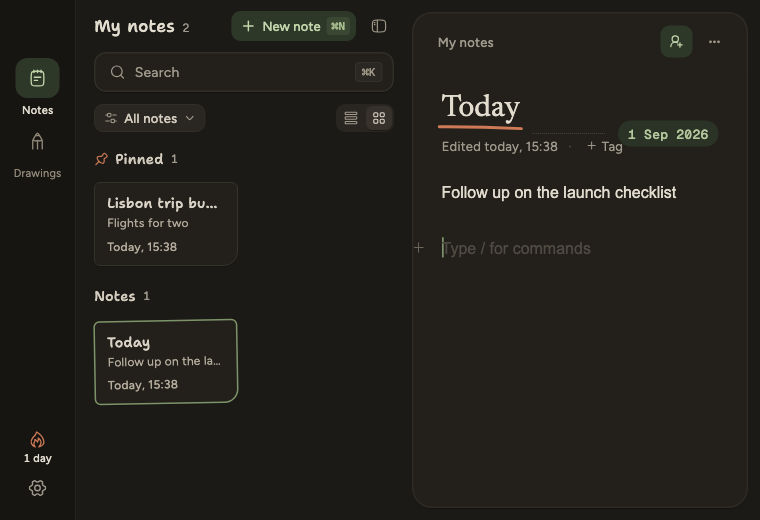 Notes
Drawings
1 day
My notes 2
New note ⌘N
Search ⌘K
All notes
Pinned 1
Lisbon trip bu...
Flights for two
Today, 15:38
Notes 1
Today
Follow up on the la...
Today, 15:38
My notes
Today
1 Sep 2026
Edited today, 15:38 · + Tag
Follow up on the launch checklist
Type / for commands